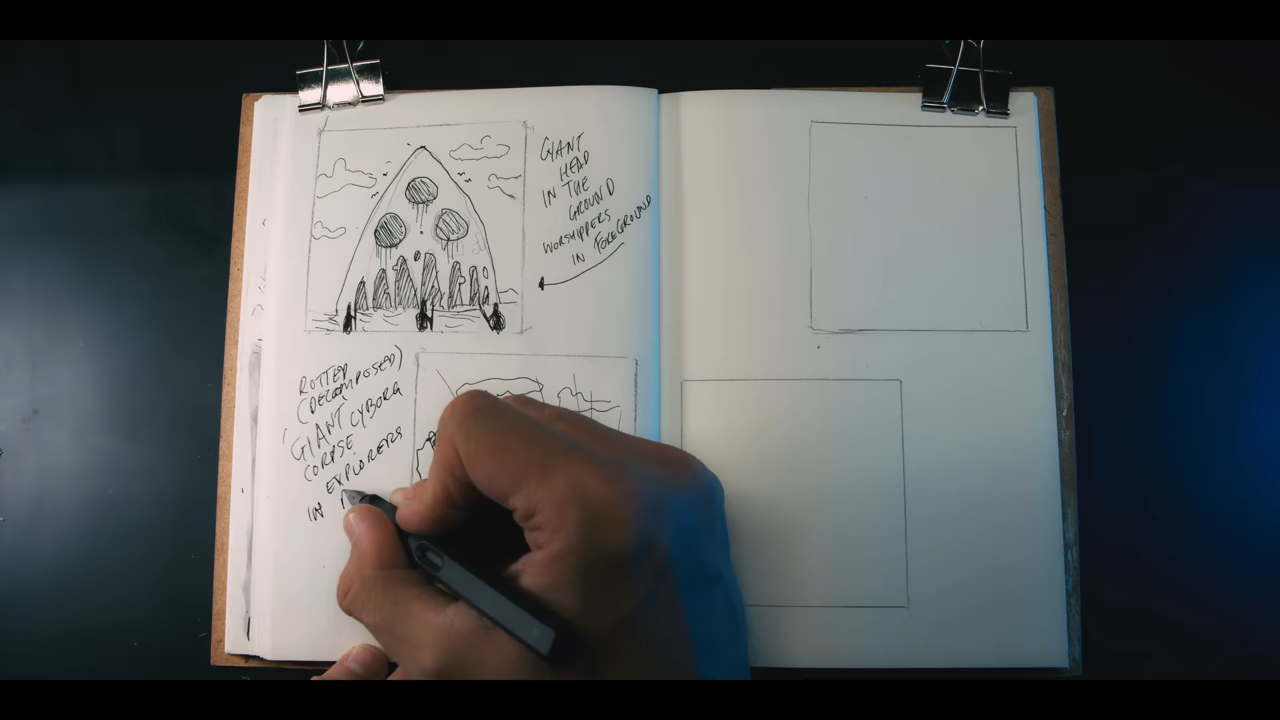 GIANT
HEAD
IN THE
GROUND
WORSHIPPERS
IN FOREGROUND
ROTTED
(DECOMPOSED)
GIANT CYBORG
CORPSE
EXPLORERS
IN